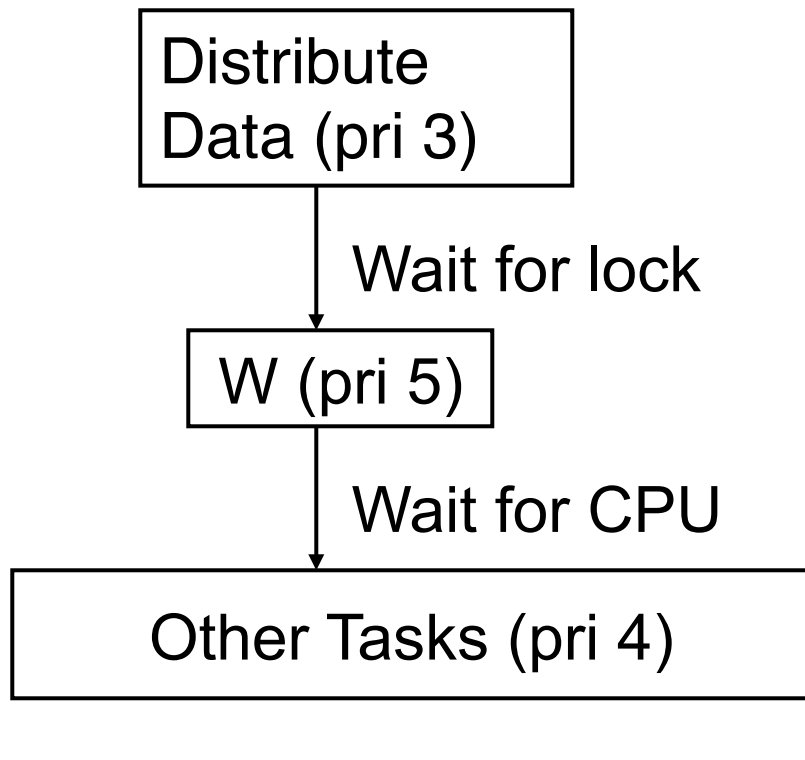 Distribute
Data (pri 3)
Wait for lock
W (pri 5)
Wait for CPU
Other Tasks (pri 4)